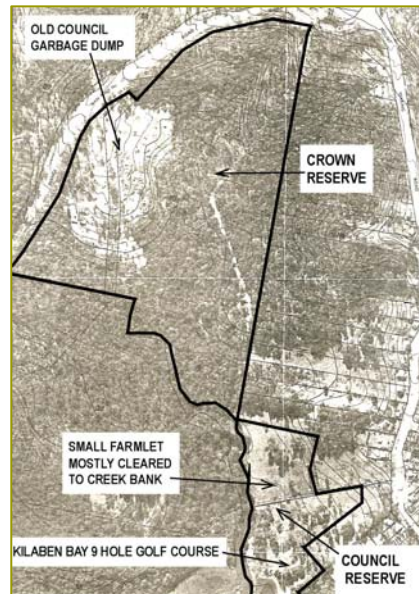 OLD COUNCIL
GARBAGE DUMP
CROWN
RESERVE
SMALL FARMLET
MOSTLY CLEARED
TO CREEK BANK
KILABEN BAY 9 HOLE GOLF COURSE
COUNCIL
RESERVE